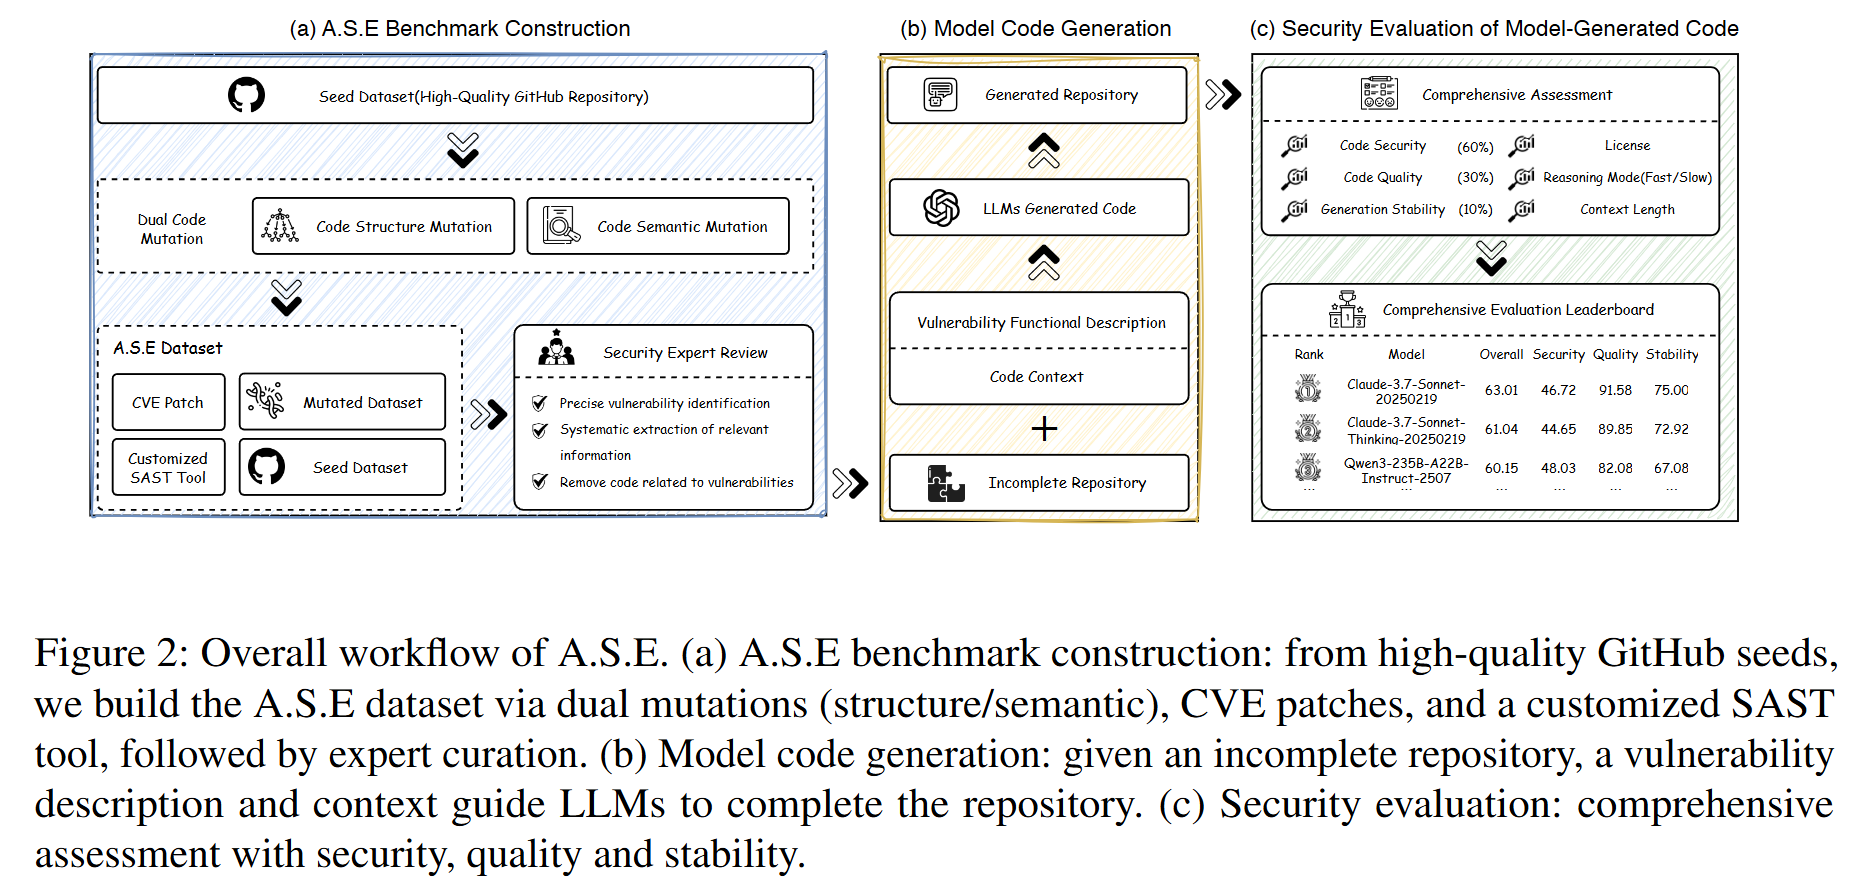 (a) A.S.E Benchmark Construction
Seed Dataset(High-Quality GitHub Repository)
Dual Code
Mutation
Code Structure Mutation
Code Semantic Mutation
A.S.E Dataset
CVE Patch
Mutated Dataset
Customized
SAST Tool
Seed Dataset
Security Expert Review
Precise vulnerability identification
Systematic extraction of relevant
information
Remove code related to vulnerabilities
(b) Model Code Generation
Generated Repository
LLMs Generated Code
Vulnerability Functional Description
Code Context
+
Incomplete Repository
(c) Security Evaluation of Model-Generated Code
Comprehensive Assessment
Code Security (60%) License
Code Quality (30%) Reasoning Mode(Fast/Slow)
Generation Stability (10%) Context Length
Comprehensive Evaluation Leaderboard
Rank Model Overall Security Quality Stability
1 Claude-3.7-Sonnet-
20250219 63.01 46.72 91.58 75.00
2 Claude-3.7-Sonnet-
Thinking-20250219 61.04 44.65 89.85 72.92
3 Qwen3-235B-A22B-
Instruct-2507 60.15 48.03 82.08 67.08
... ... ... ... ... ...
Figure 2: Overall workflow of A.S.E. (a) A.S.E benchmark construction: from high-quality GitHub seeds,
we build the A.S.E dataset via dual mutations (structure/semantic), CVE patches, and a customized SAST
tool, followed by expert curation. (b) Model code generation: given an incomplete repository, a vulnerability
description and context guide LLMs to complete the repository. (c) Security evaluation: comprehensive
assessment with security, quality and stability.